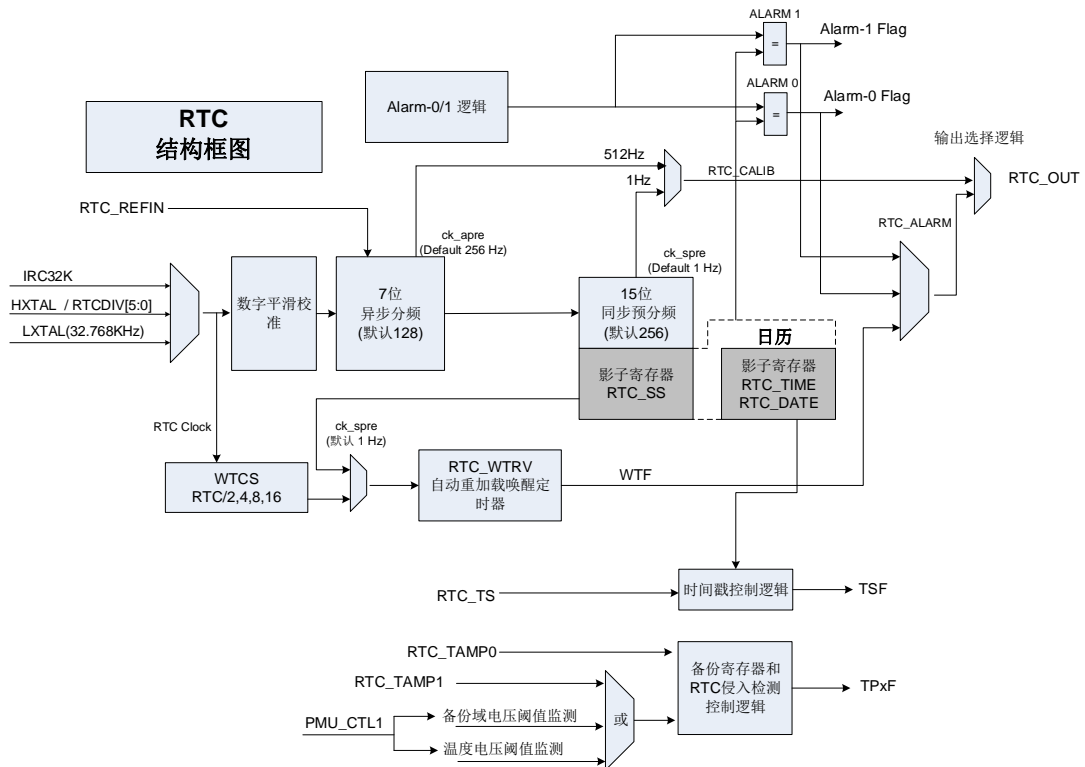 ALARM 1
Alarm-1 Flag
=
Alarm-0/1 逻辑
ALARM 0
Alarm-0 Flag
=
RTC
结构框图
输出选择逻辑
512Hz
1Hz
RTC_CALIB
RTC_OUT
RTC_REFIN
RTC_ALARM
ck_apre
(Default 256 Hz)
ck_spre
(Default 1 Hz)
IRC32K
HXTAL / RTCDIV[5:0]
LXTAL(32.768KHz)
数字平滑校
准
7位
异步分频
(默认128)
15位
同步预分频
(默认256)
日历
影子寄存器
RTC_SS
影子寄存器
RTC_TIME
RTC_DATE
RTC Clock
ck_spre
(默认 1 Hz)
WTCS
RTC/2,4,8,16
RTC_WTRV
自动重加载唤醒定
时器
WTF
RTC_TS
时间戳控制逻辑
TSF
RTC_TAMP0
RTC_TAMP1
备份寄存器和
RTC侵入检测
控制逻辑
TPxF
PMU_CTL1
备份域电压阈值监测
或
温度电压阈值监测